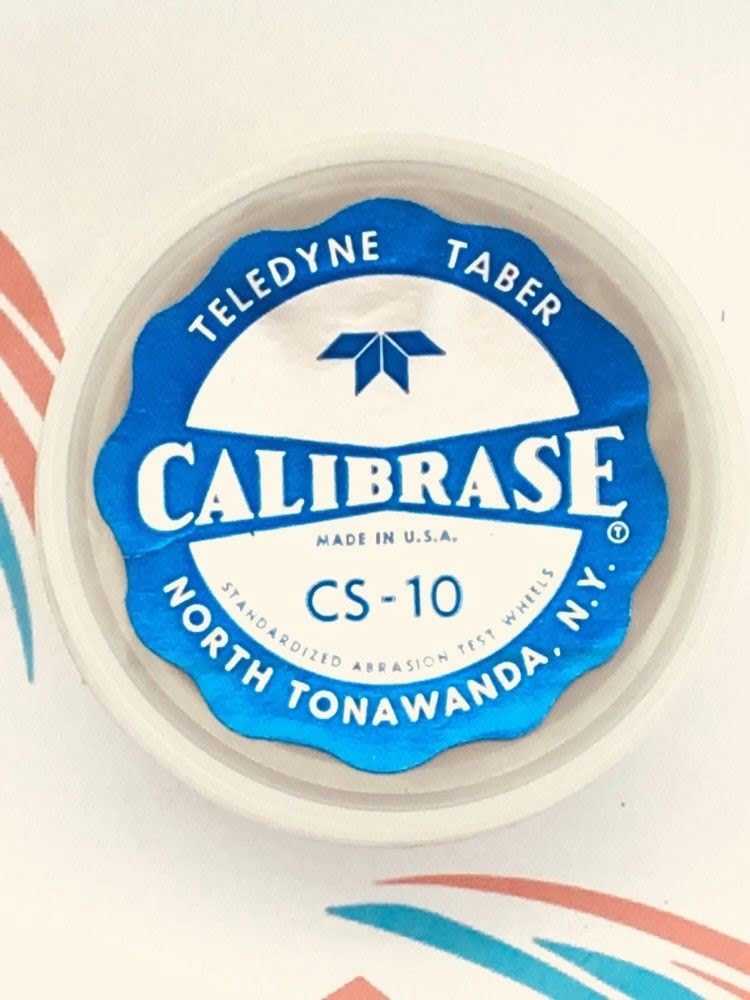 TELEDYNE TABER
CALIBRASE
T
MADE IN U.S.A.
CS-10
STANDARDIZED ABRASION TEST WHEELS
NORTH TONAWANDA, N.Y.